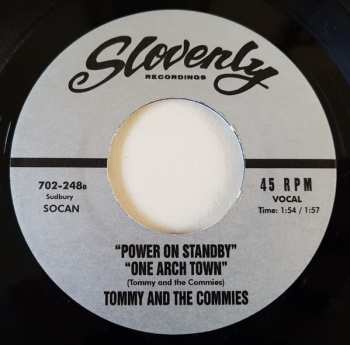 Slovenly
RECORDINGS
702-248B
Sudbury
SOCAN
45 RPM
VOCAL
Time: 1:54 / 1:57
"POWER ON STANDBY"
"ONE ARCH TOWN"
(Tommy and the Commies)
TOMMY AND THE COMMIES